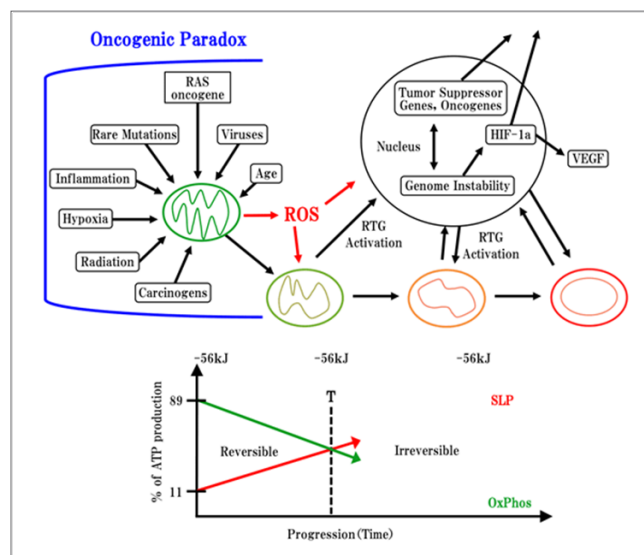 Oncogenic Paradox
RAS
oncogene
Rare Mutations
Viruses
Inflammation
Age
Hypoxia
Radiation
Carcinogens
ROS
RTG
Activation
Tumor Suppressor
Genes, Oncogenes
Nucleus
HIF-1a
VEGF
Genome Instability
RTG
Activation
-56kJ
-56kJ
-56kJ
% of ATP production
89
11
T
Reversible
Irreversible
SLP
OxPhos
Progression(Time)